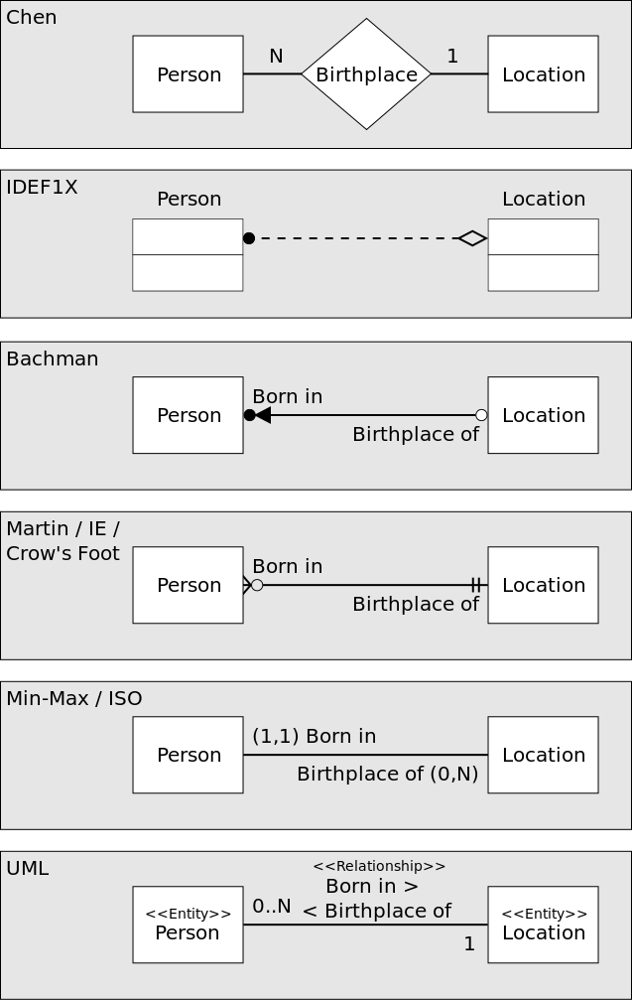 Chen
Person
N
Birthplace
1
Location
IDEF1X
Person
Location
Bachman
Person
Born in
Birthplace of
Location
Martin / IE /
Crow's Foot
Person
Born in
Birthplace of
Location
Min-Max / ISO
Person
(1,1) Born in
Birthplace of (0,N)
Location
UML
<<Entity>>
Person
0..N
<<Relationship>>
Born in >
< Birthplace of
1
<<Entity>>
Location